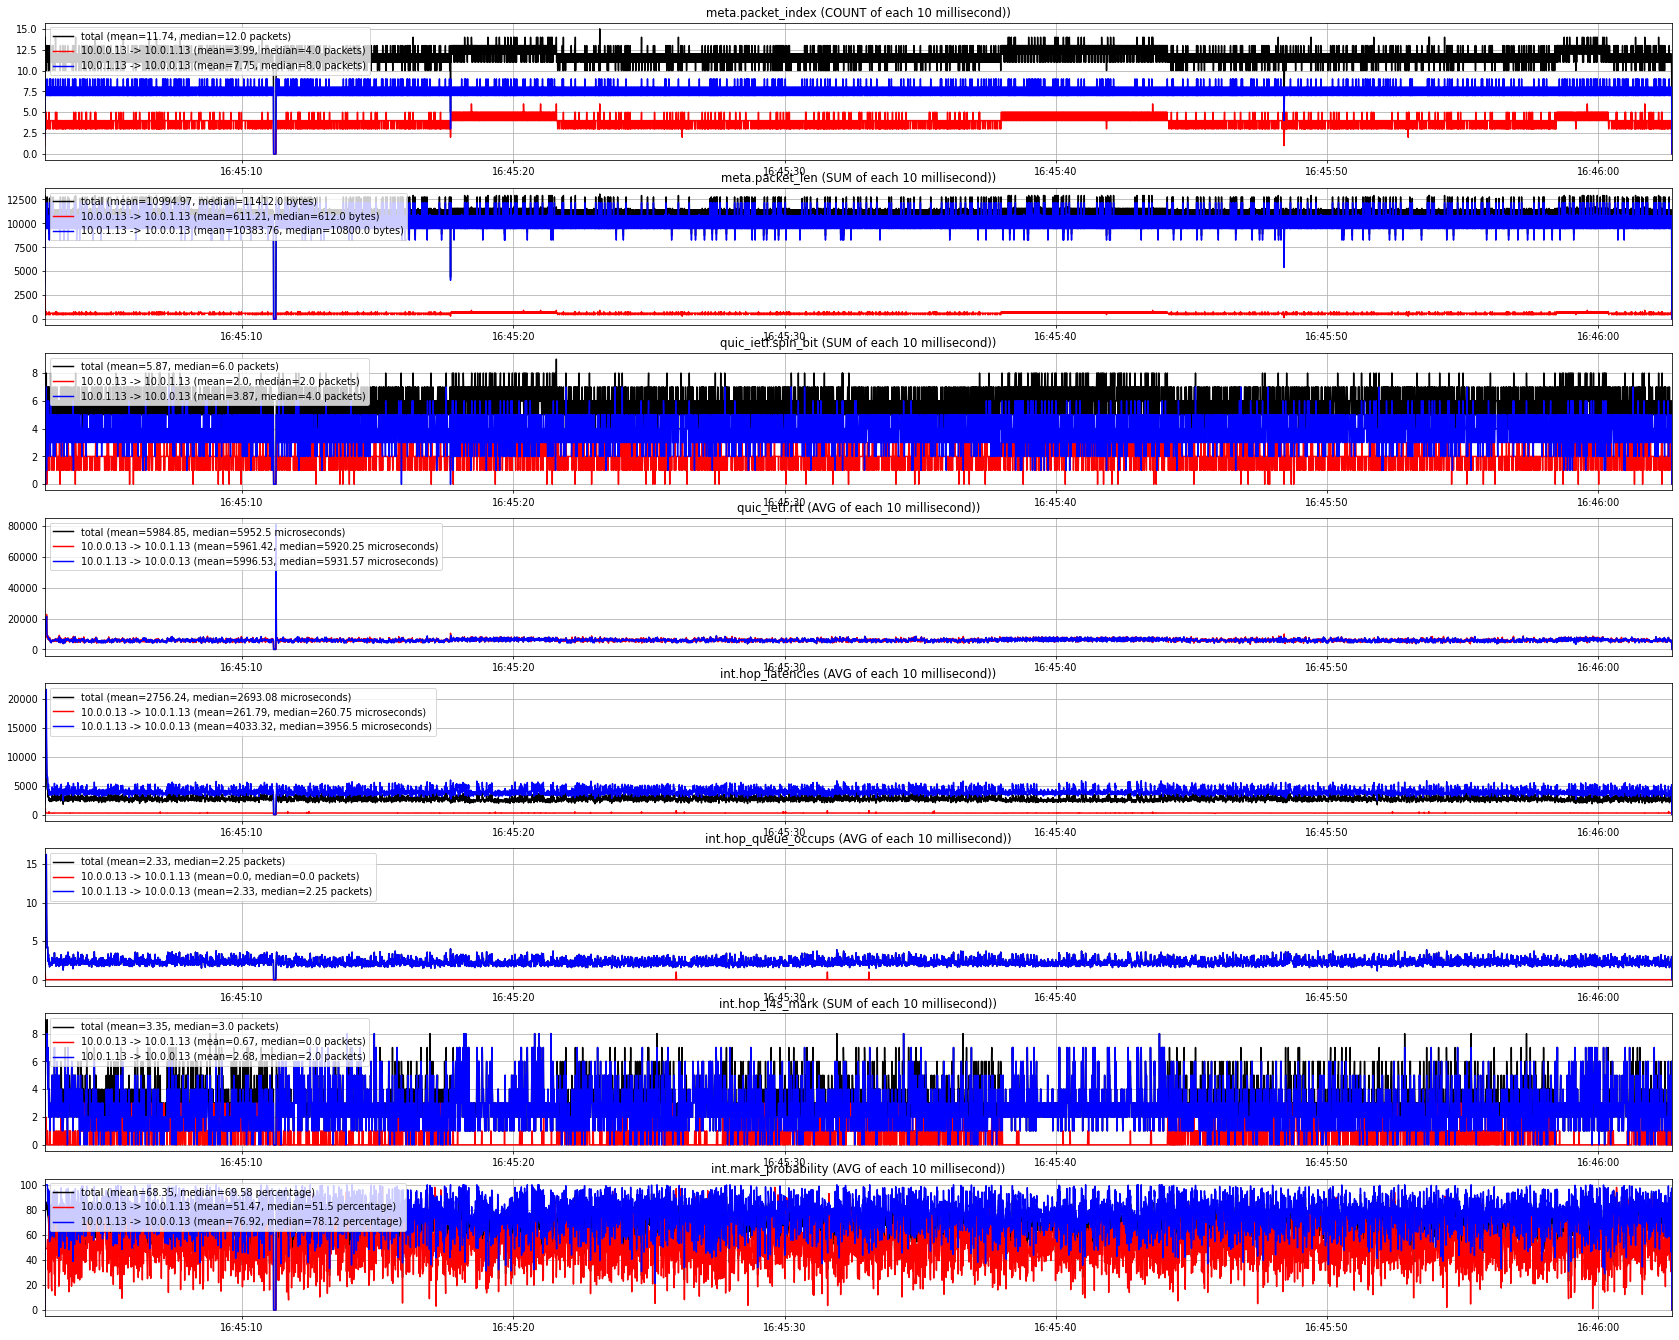 meta.packet_index (COUNT of each 10 millisecond))
total (mean=11.74, median=12.0 packets)
10.0.0.13 -> 10.0.1.13 (mean=3.99, median=4.0 packets)
10.0.1.13 -> 10.0.0.13 (mean=7.75, median=8.0 packets)
15.0
12.5
10.0
7.5
5.0
2.5
0.0
16:45:10 16:45:20 16:45:30 16:45:40 16:45:50 16:46:00
meta.packet_len (SUM of each 10 millisecond))
total (mean=10994.97, median=11412.0 bytes)
10.0.0.13 -> 10.0.1.13 (mean=611.21, median=612.0 bytes)
10.0.1.13 -> 10.0.0.13 (mean=10383.76, median=10800.0 bytes)
12500
10000
7500
5000
2500
0
16:45:10 16:45:20 16:45:30 16:45:40 16:45:50 16:46:00
quic_ietf.spin_bit (SUM of each 10 millisecond))
total (mean=5.87, median=6.0 packets)
10.0.0.13 -> 10.0.1.13 (mean=2.0, median=2.0 packets)
10.0.1.13 -> 10.0.0.13 (mean=3.87, median=4.0 packets)
8
6
4
2
0
16:45:10 16:45:20 16:45:30 16:45:40 16:45:50 16:46:00
quic_ietf.rtt (AVG of each 10 millisecond))
total (mean=5984.85, median=5952.5 microseconds)
10.0.0.13 -> 10.0.1.13 (mean=5961.42, median=5920.25 microseconds)
10.0.1.13 -> 10.0.0.13 (mean=5996.53, median=5931.57 microseconds)
80000
60000
40000
20000
0
16:45:10 16:45:20 16:45:30 16:45:40 16:45:50 16:46:00
int.hop_latencies (AVG of each 10 millisecond))
total (mean=2756.24, median=2693.08 microseconds)
10.0.0.13 -> 10.0.1.13 (mean=261.79, median=260.75 microseconds)
10.0.1.13 -> 10.0.0.13 (mean=4033.32, median=3956.5 microseconds)
20000
15000
10000
5000
0
16:45:10 16:45:20 16:45:30 16:45:40 16:45:50 16:46:00
int.hop_queue_occups (AVG of each 10 millisecond))
total (mean=2.33, median=2.25 packets)
10.0.0.13 -> 10.0.1.13 (mean=0.0, median=0.0 packets)
10.0.1.13 -> 10.0.0.13 (mean=2.33, median=2.25 packets)
15
10
5
0
16:45:10 16:45:20 16:45:30 16:45:40 16:45:50 16:46:00
int.hop_l4s_mark (SUM of each 10 millisecond))
total (mean=3.35, median=3.0 packets)
10.0.0.13 -> 10.0.1.13 (mean=0.67, median=0.0 packets)
10.0.1.13 -> 10.0.0.13 (mean=2.68, median=2.0 packets)
8
6
4
2
0
16:45:10 16:45:20 16:45:30 16:45:40 16:45:50 16:46:00
int.mark_probability (AVG of each 10 millisecond))
total (mean=68.35, median=69.58 percentage)
10.0.0.13 -> 10.0.1.13 (mean=51.47, median=51.5 percentage)
10.0.1.13 -> 10.0.0.13 (mean=76.92, median=78.12 percentage)
100
80
60
40
20
0
16:45:10 16:45:20 16:45:30 16:45:40 16:45:50 16:46:00